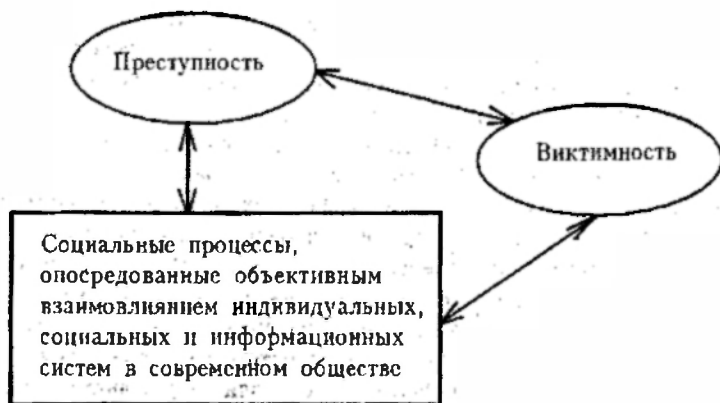 Преступность
Виктимность
Социальные процессы,
опосредованные объективным
взаимовлиянием индивидуальных,
социальных и информационных
систем в современном обществе